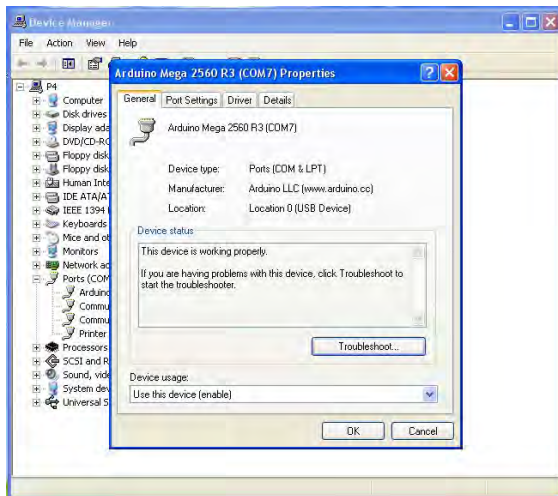 Device Manager
File Action View Help
Arduino Mega 2560 R3 (COM7) Properties
General Port Settings Driver Details
Arduino Mega 2560 R3 (COM7)
Device type: Ports (COM & LPT)
Manufacturer: Arduino LLC (www.arduino.cc)
Location: Location 0 (USB Device)
Device status
This device is working properly.
If you are having problems with this device, click Troubleshoot to
start the troubleshooter.
Troubleshoot...
Device usage:
Use this device (enable)
OK Cancel
P4
Computer
Disk drives
Display ada
DVD/CD-RO
Floppy disk
Floppy disk
Human Inte
IDE ATA/AT
IEEE 1394
Keyboards
Mice and ot
Monitors
Network ad
Ports (COM
Arduino
Commu
Commu
Printer
Processors
SCSI and R
Sound, vide
System dev
Universal S